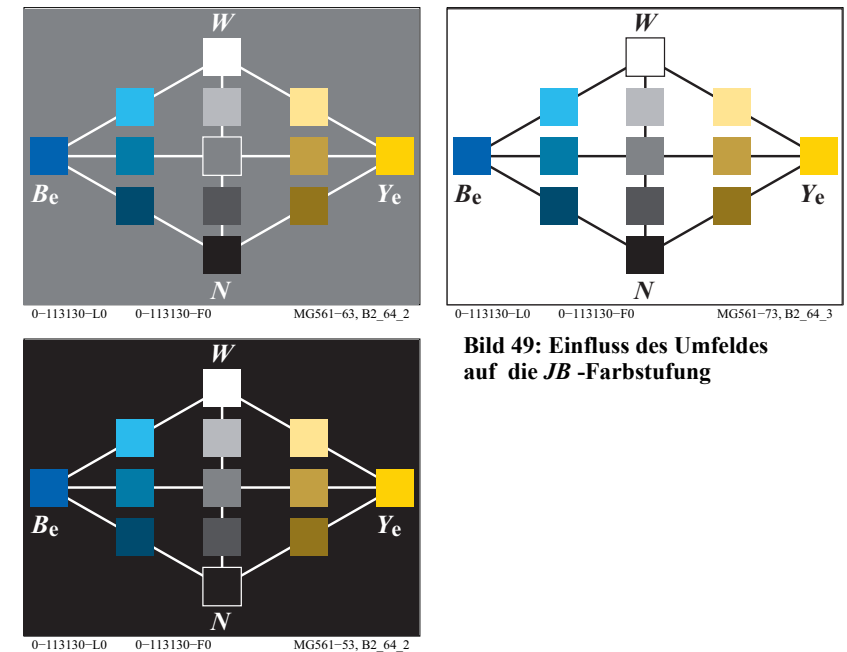 W
Be
Ye
N
0−113130−L0 0−113130−F0 MG561−63, B2_64_2
W
Be
Ye
N
0−113130−L0 0−113130−F0 MG561−73, B2_64_3
Bild 49: Einfluss des Umfeldes
auf die JB -Farbstufung
W
Be
Ye
N
0−113130−L0 0−113130−F0 MG561−53, B2_64_2